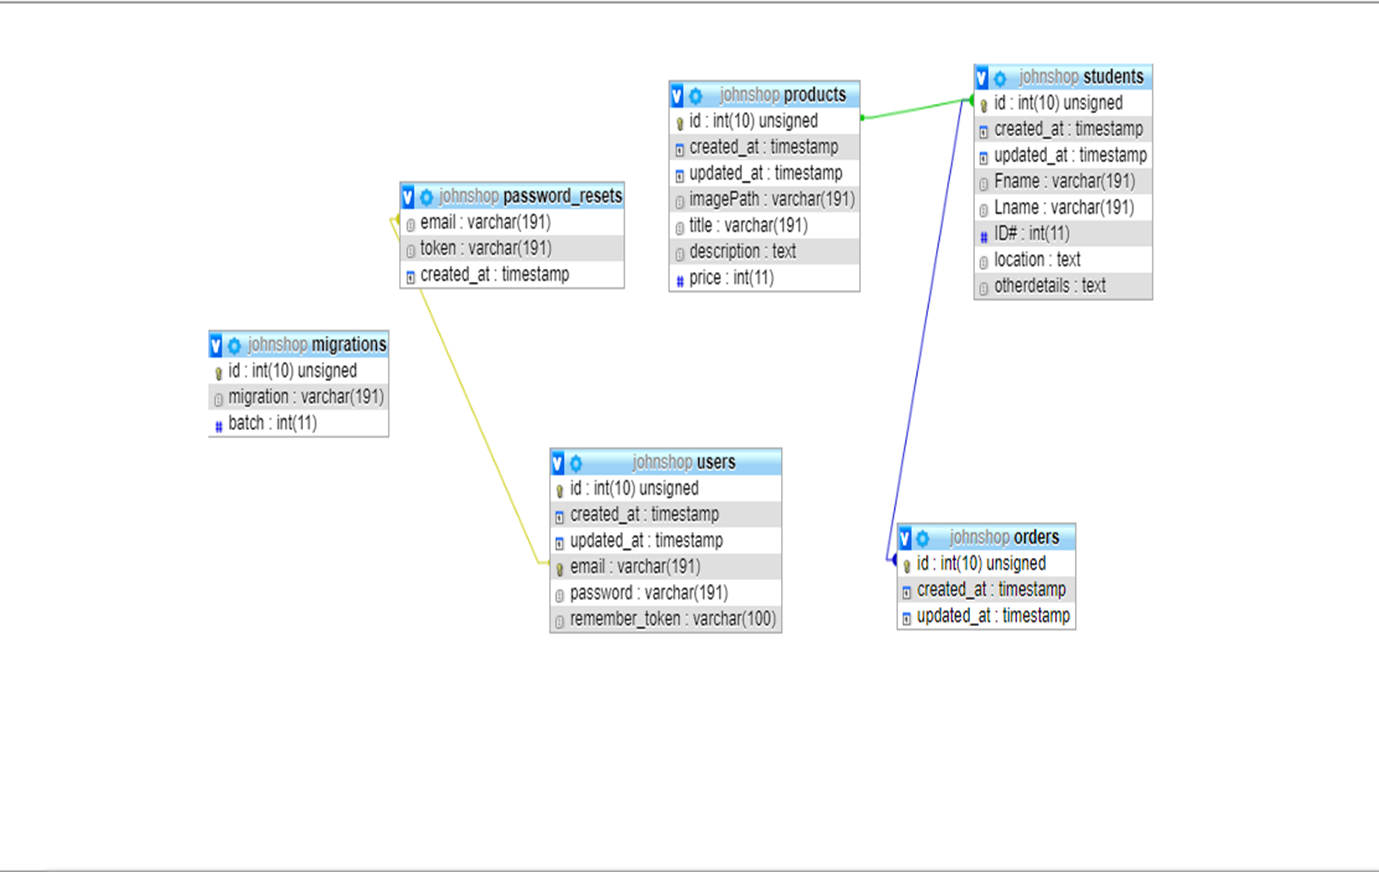 johnshop students
id : int(10) unsigned
created_at : timestamp
updated_at : timestamp
Fname : varchar(191)
Lname : varchar(191)
ID# : int(11)
location : text
otherdetails : text
johnshop products
id : int(10) unsigned
created_at : timestamp
updated_at : timestamp
imagePath : varchar(191)
title : varchar(191)
description : text
price : int(11)
johnshop password_resets
email : varchar(191)
token : varchar(191)
created_at : timestamp
johnshop migrations
id : int(10) unsigned
migration : varchar(191)
batch : int(11)
johnshop users
id : int(10) unsigned
created_at : timestamp
updated_at : timestamp
email : varchar(191)
password : varchar(191)
remember_token : varchar(100)
johnshop orders
id : int(10) unsigned
created_at : timestamp
updated_at : timestamp